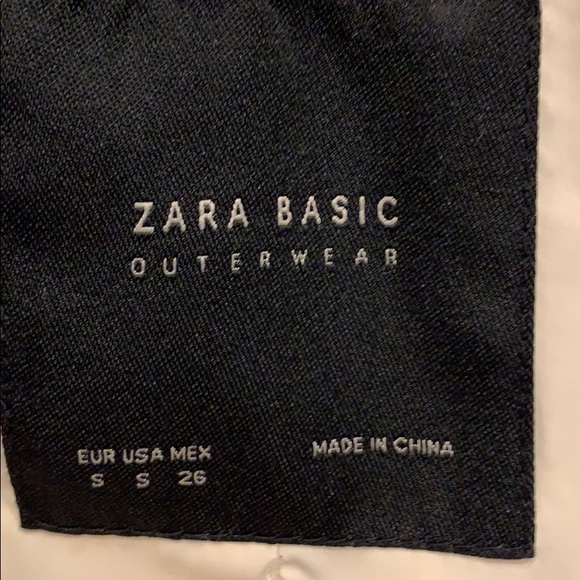 ZARA BASIC
OUTERWEAR
EUR USA MEX MADE IN CHINA
S S 26